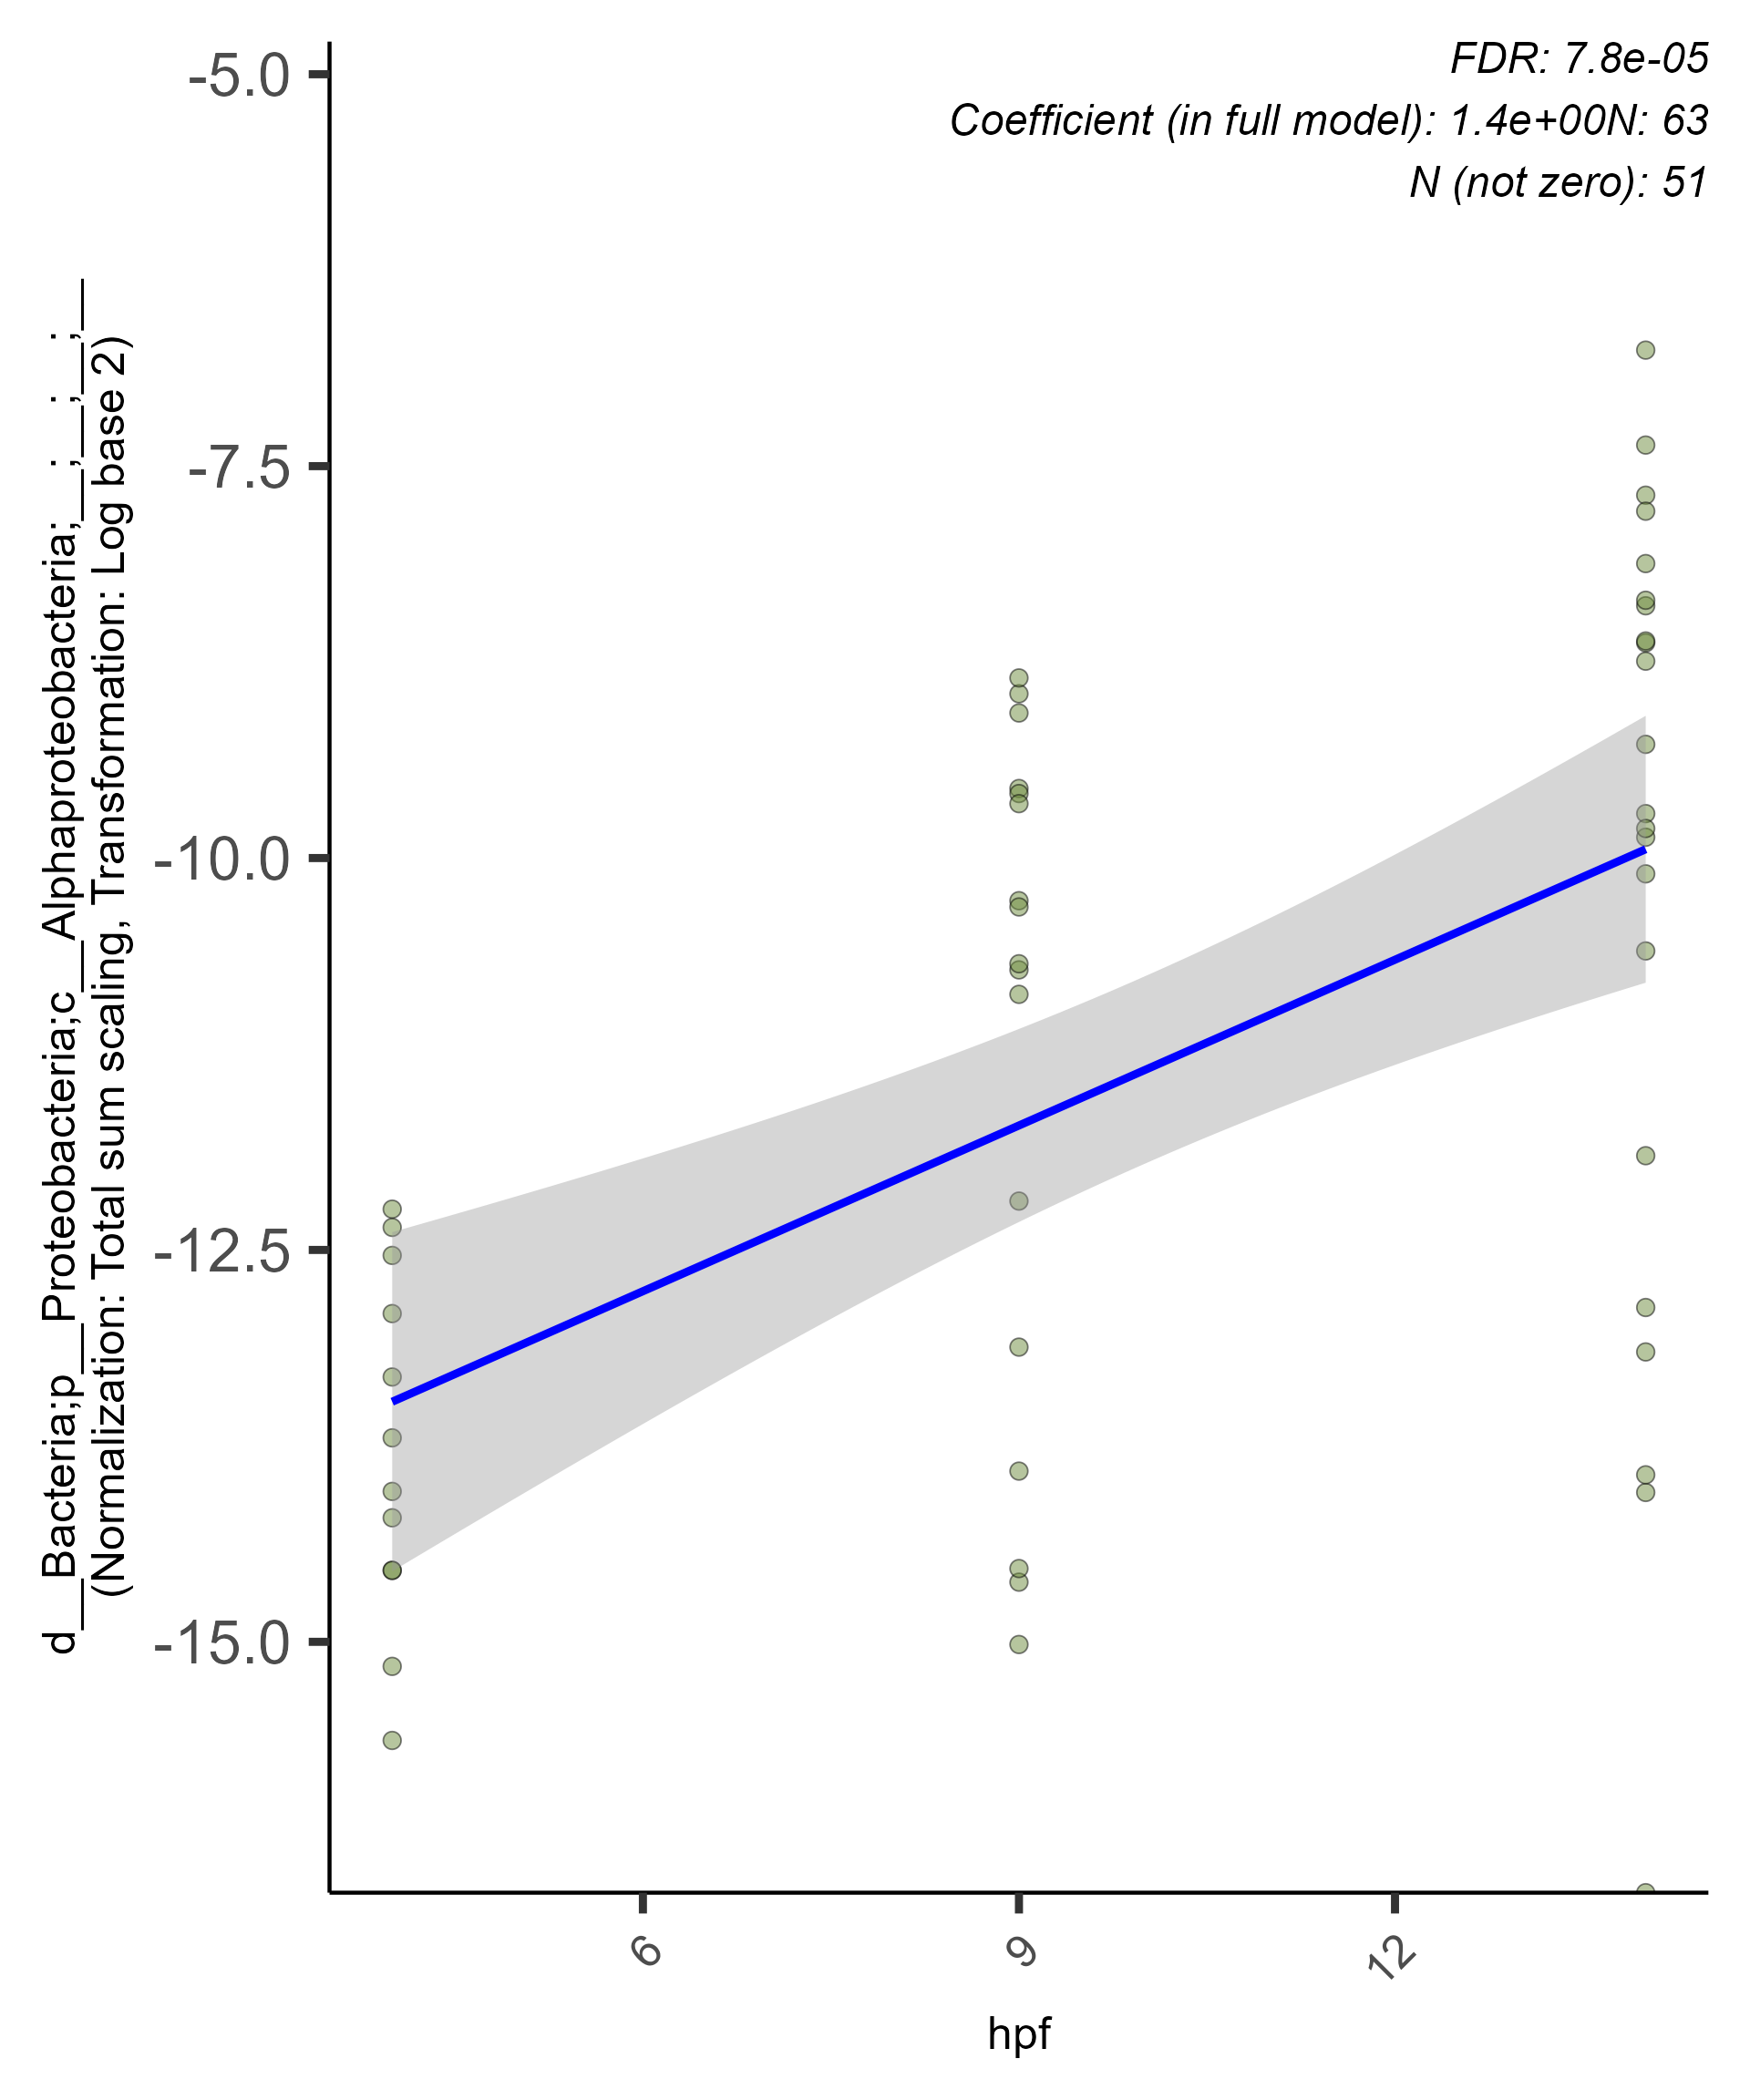 FDR: 7.8e-05
Coefficient (in full model): 1.4e+00N: 63
N (not zero): 51
d__Bacteria;p__Proteobacteria;c__Alphaproteobacteria;__;__;__;__
(Normalization: Total sum scaling, Transformation: Log base 2)
-5.0
-7.5
-10.0
-12.5
-15.0
6
9
12
hpf